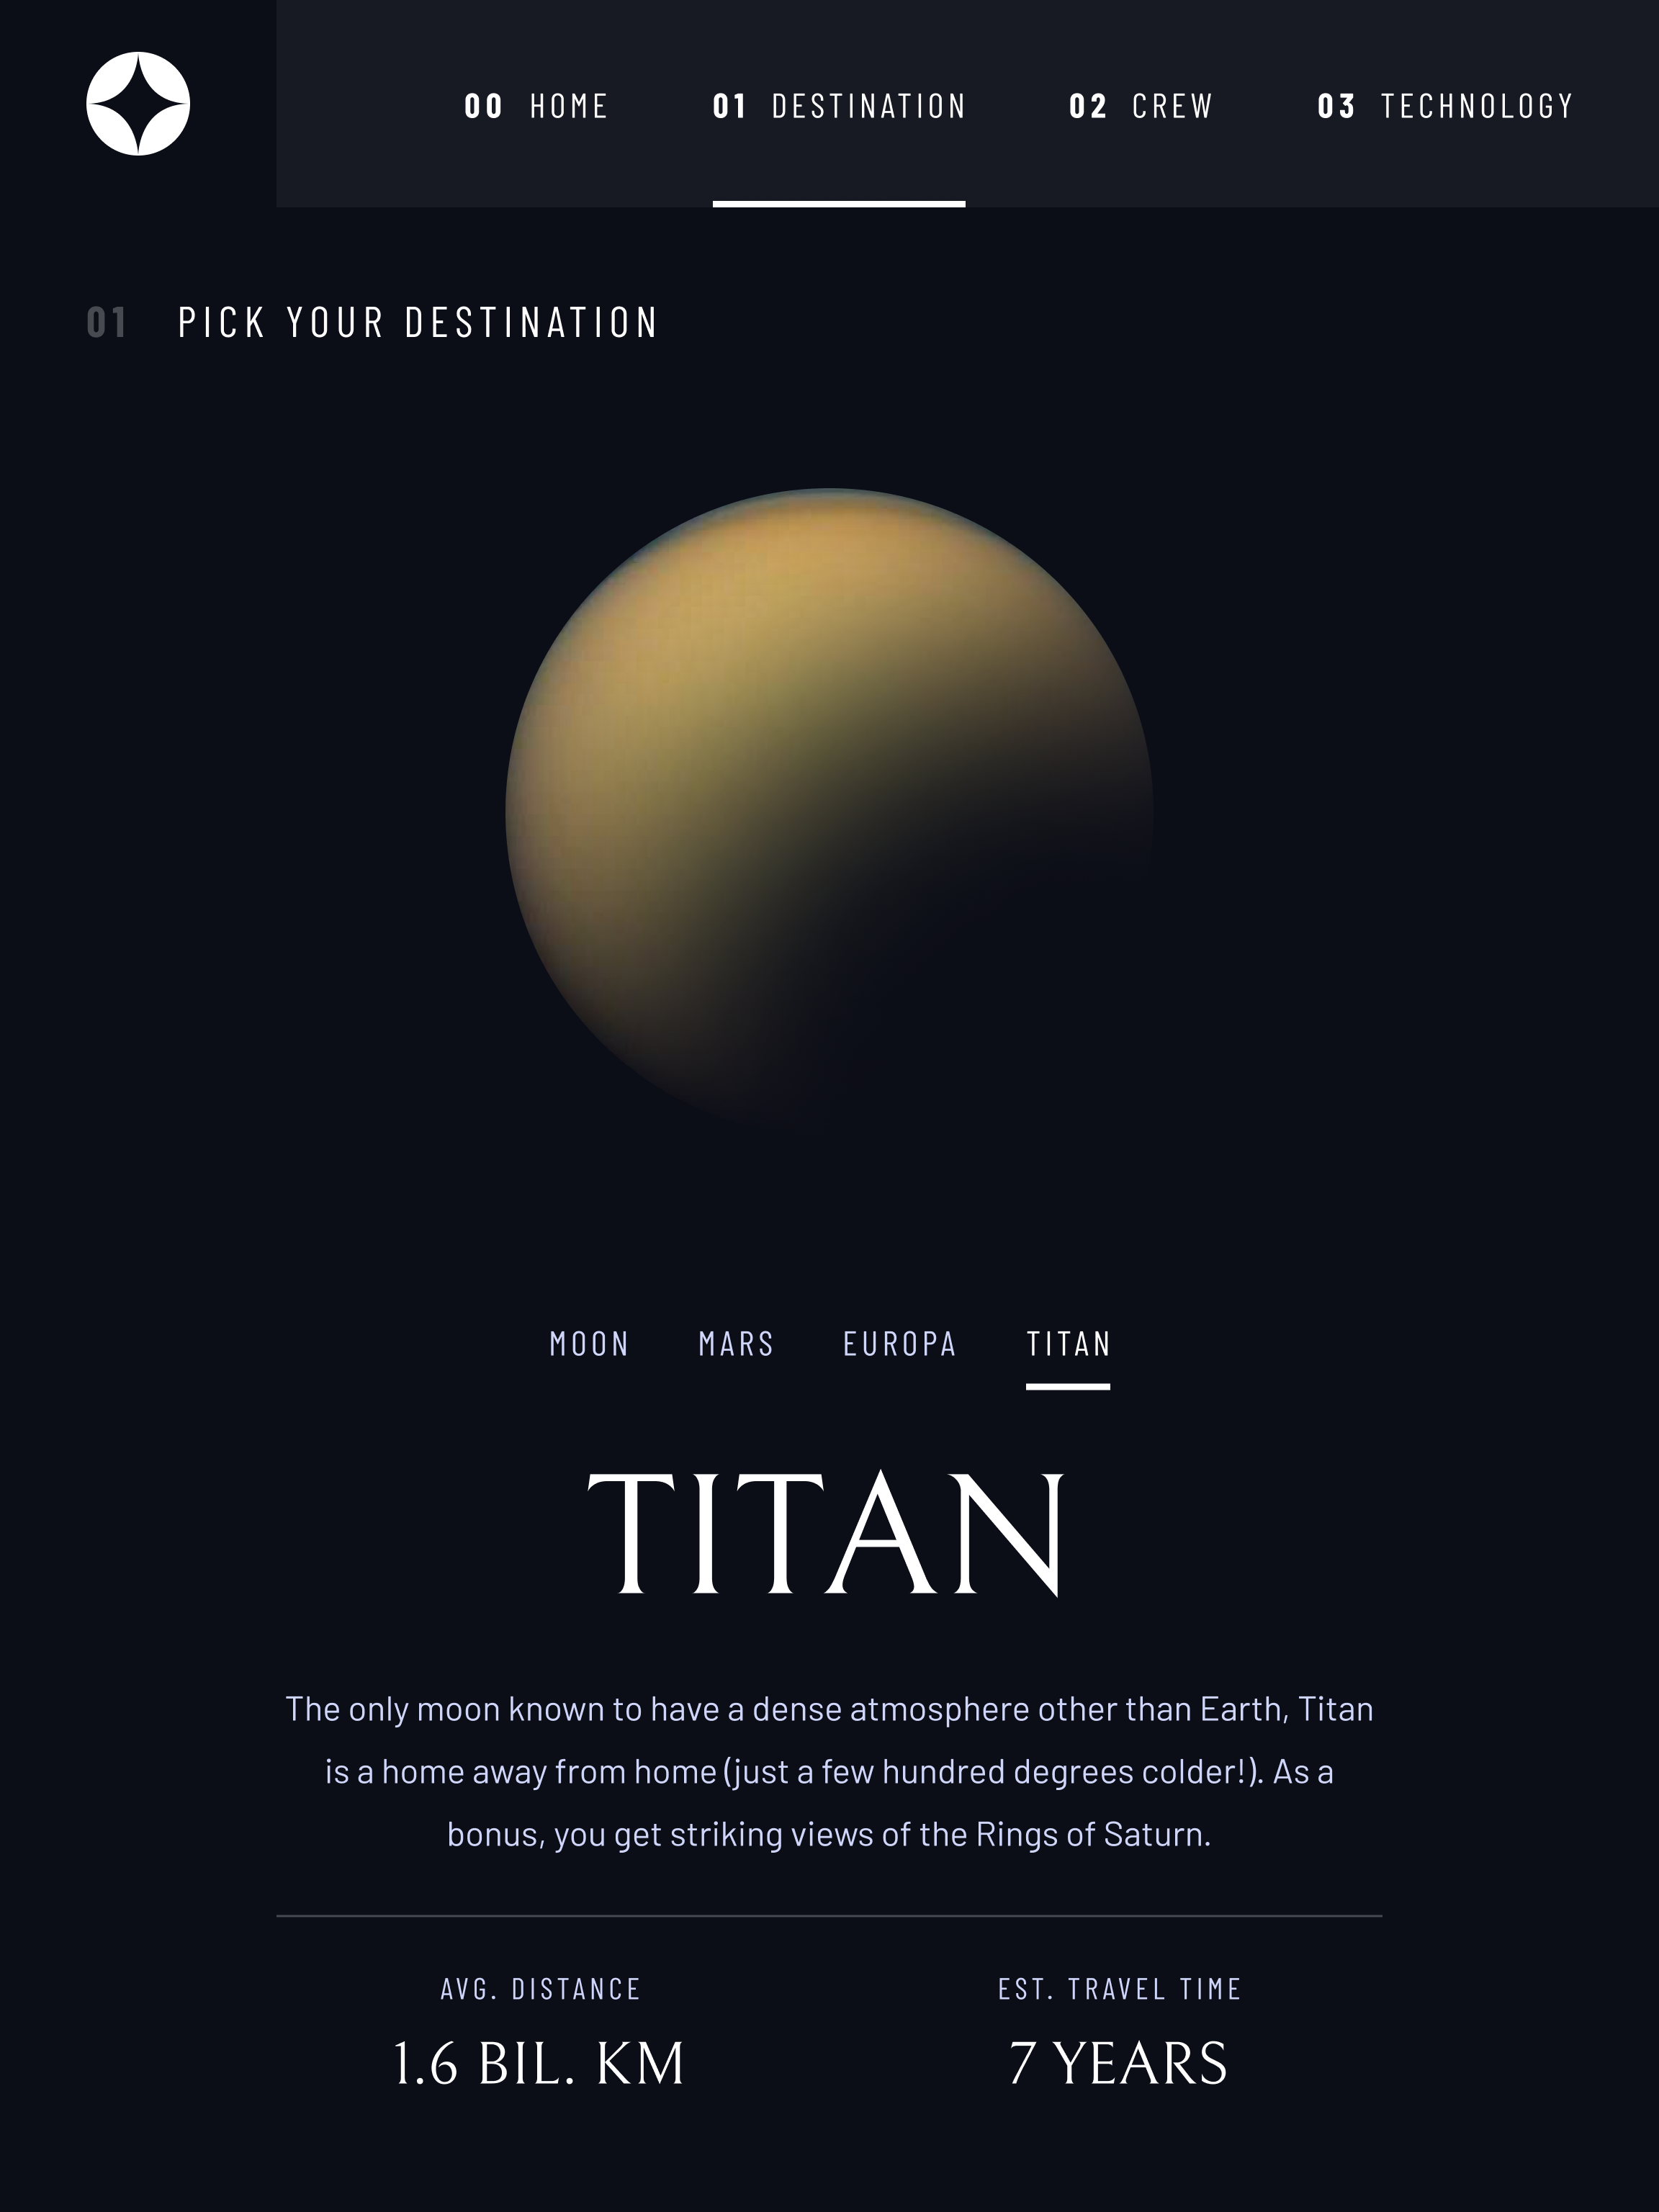 00 HOME 01 DESTINATION 02 CREW 03 TECHNOLOGY
01 PICK YOUR DESTINATION
MOON MARS EUROPA TITAN
TITAN
The only moon known to have a dense atmosphere other than Earth, Titan
is a home away from home (just a few hundred degrees colder!). As a
bonus, you get striking views of the Rings of Saturn.
AVG. DISTANCE EST. TRAVEL TIME
1.6 BIL. KM 7 YEARS